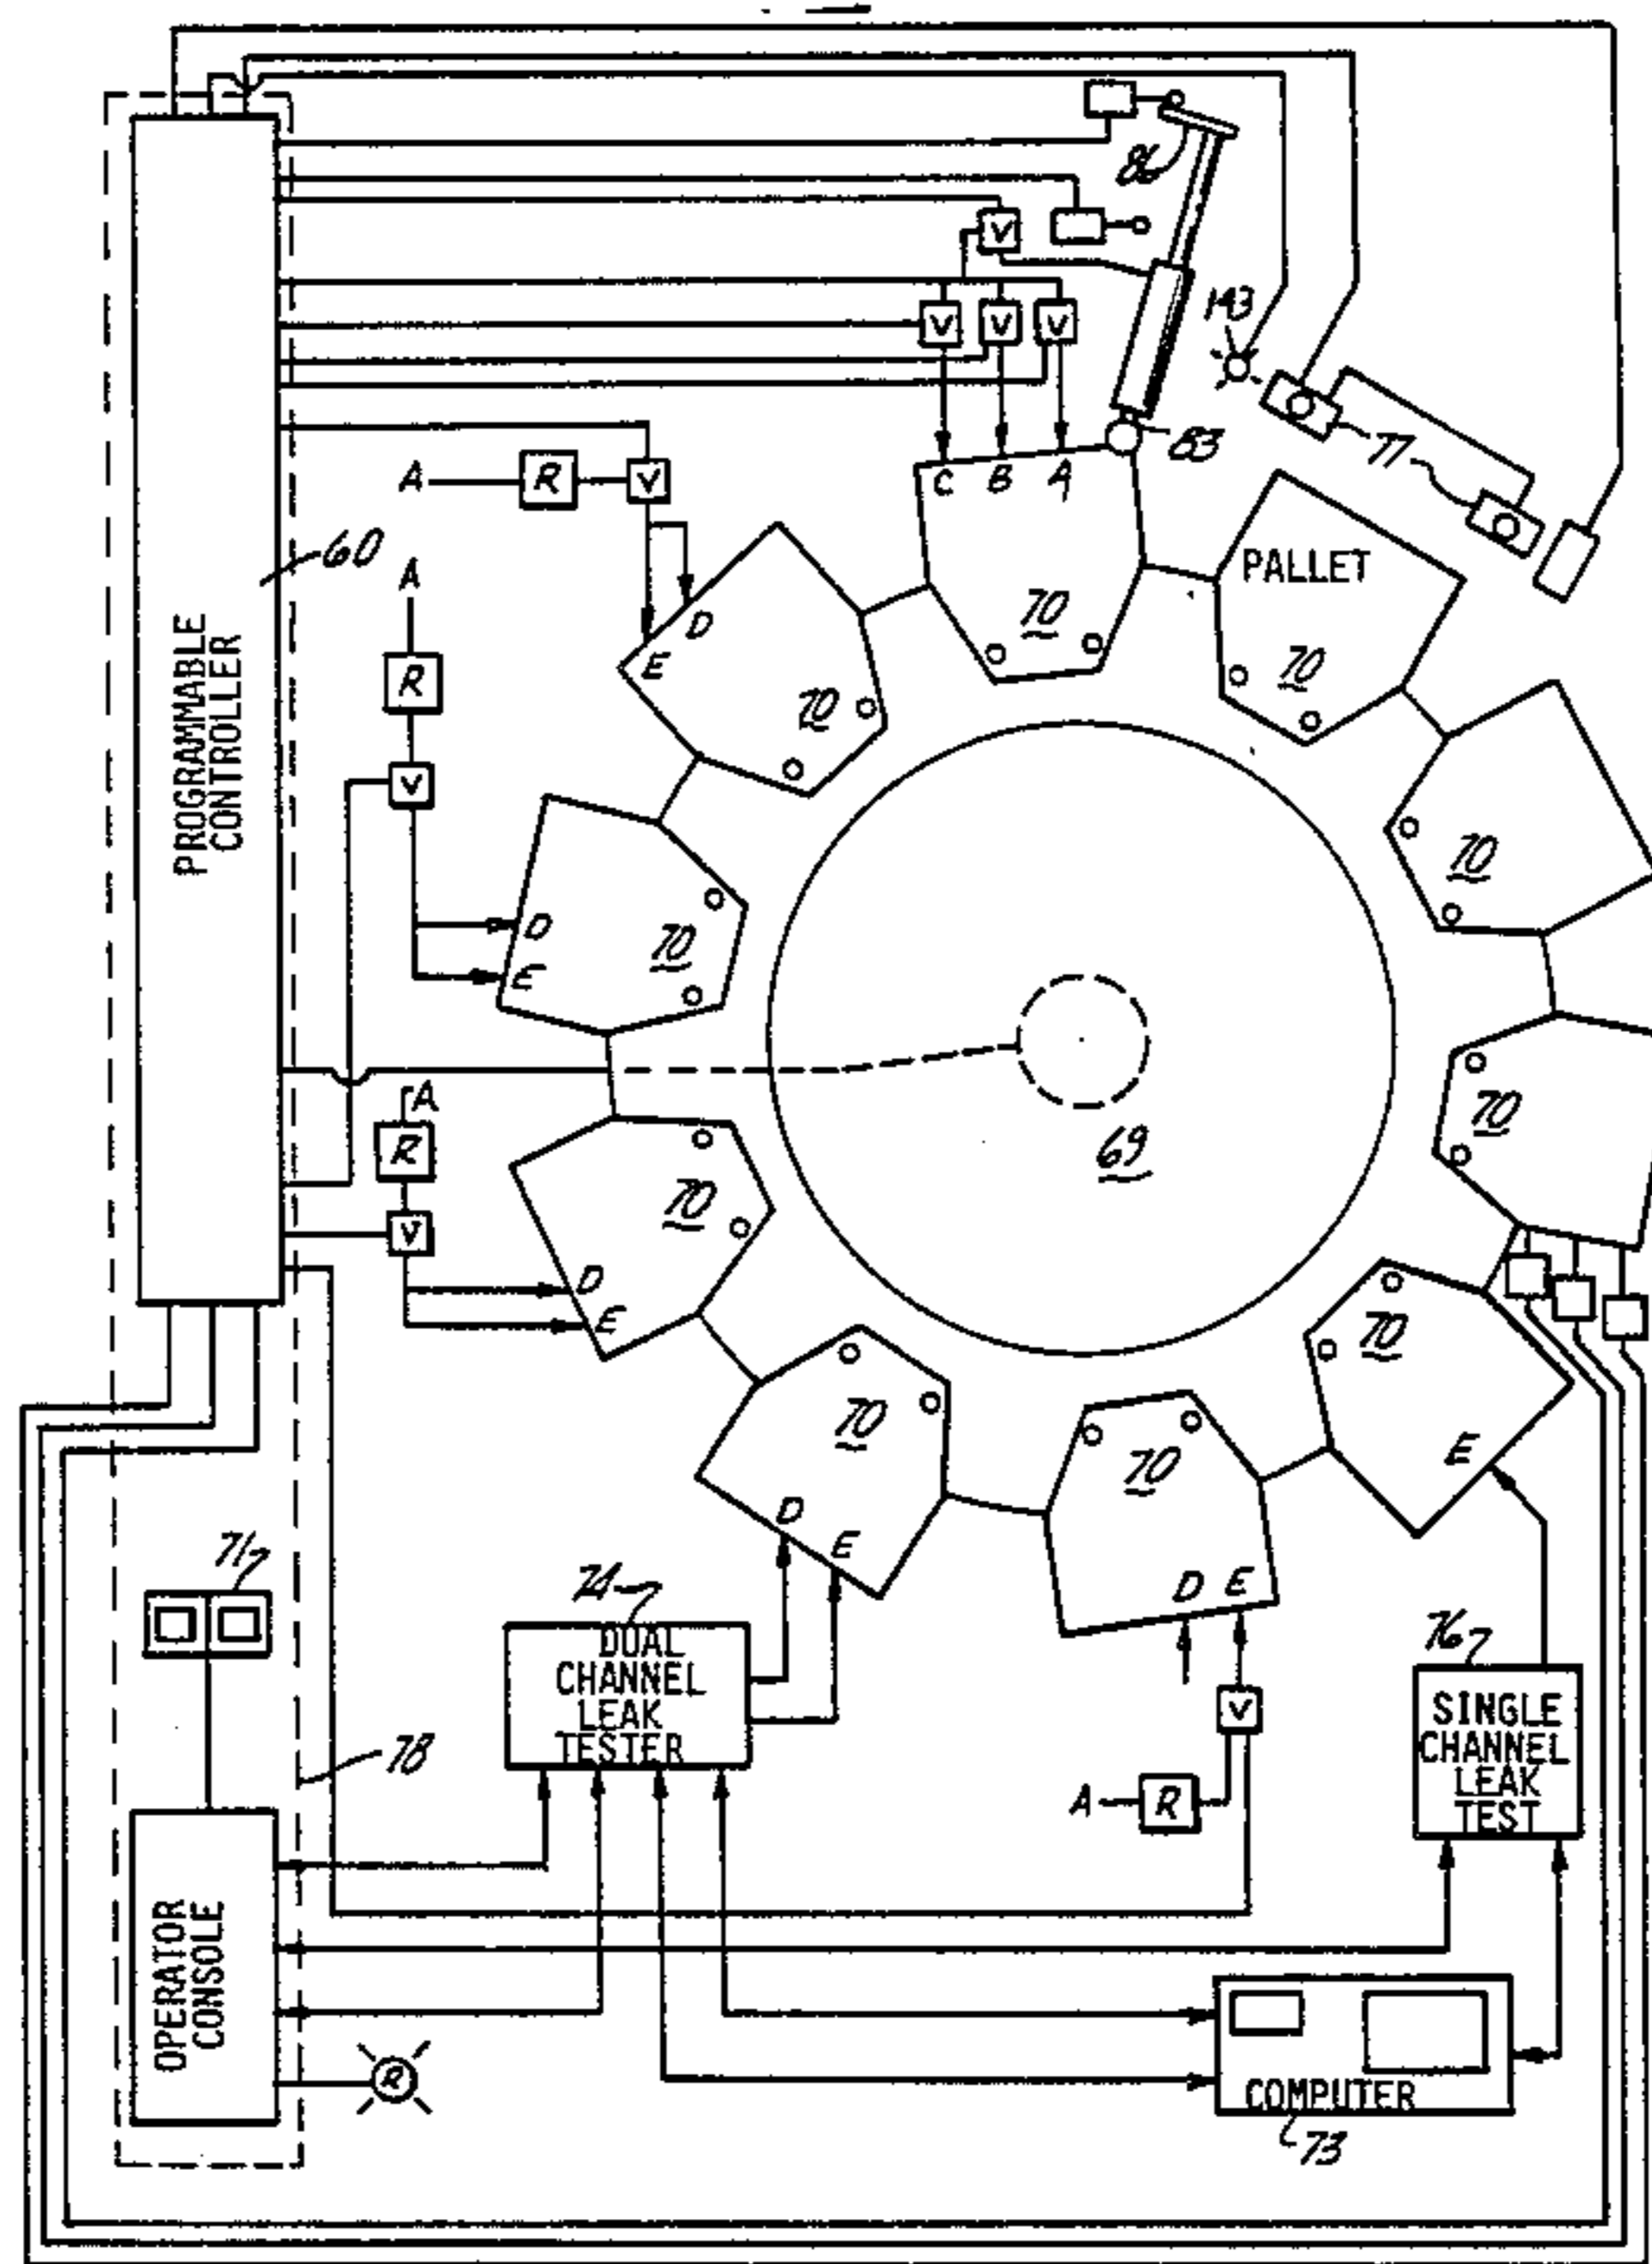 86
V
143
V V V
77
83
A R V
C B A
60
PALLET
A
D
E
70
70
70
R
PROGRAMMABLE
CONTROLLER
V
70
D
E
70
A
R
69
70
V
70
D
E
70
70
70
E
D
E
71
74
D E
DUAL
CHANNEL
LEAK
TESTER
76
SINGLE
CHANNEL
LEAK
TEST
V
78
A R
OPERATOR
CONSOLE
R
COMPUTER
73